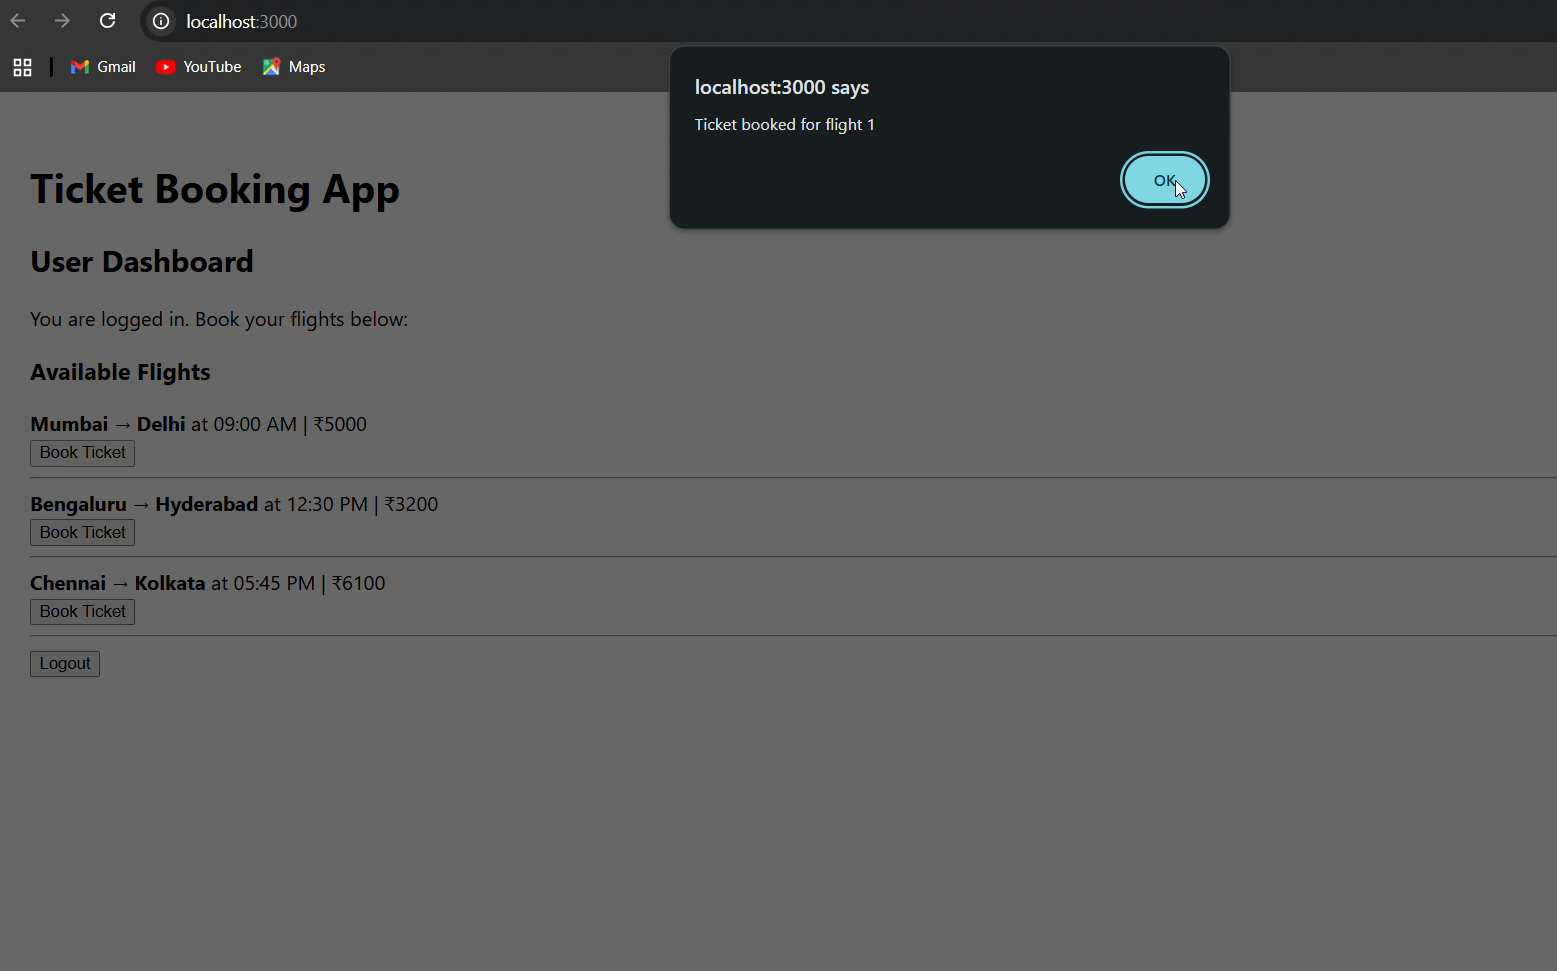 localhost:3000
Gmail YouTube Maps
localhost:3000 says
Ticket booked for flight 1
OK
Ticket Booking App
User Dashboard
You are logged in. Book your flights below:
Available Flights
Mumbai → Delhi at 09:00 AM | ₹5000
Book Ticket
Bengaluru → Hyderabad at 12:30 PM | ₹3200
Book Ticket
Chennai → Kolkata at 05:45 PM | ₹6100
Book Ticket
Logout